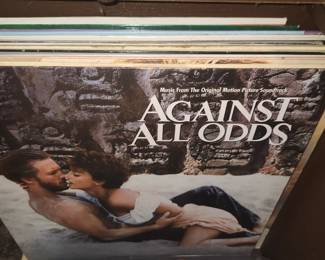 Music From The Original Motion Picture Soundtrack
AGAINST
ALL ODDS